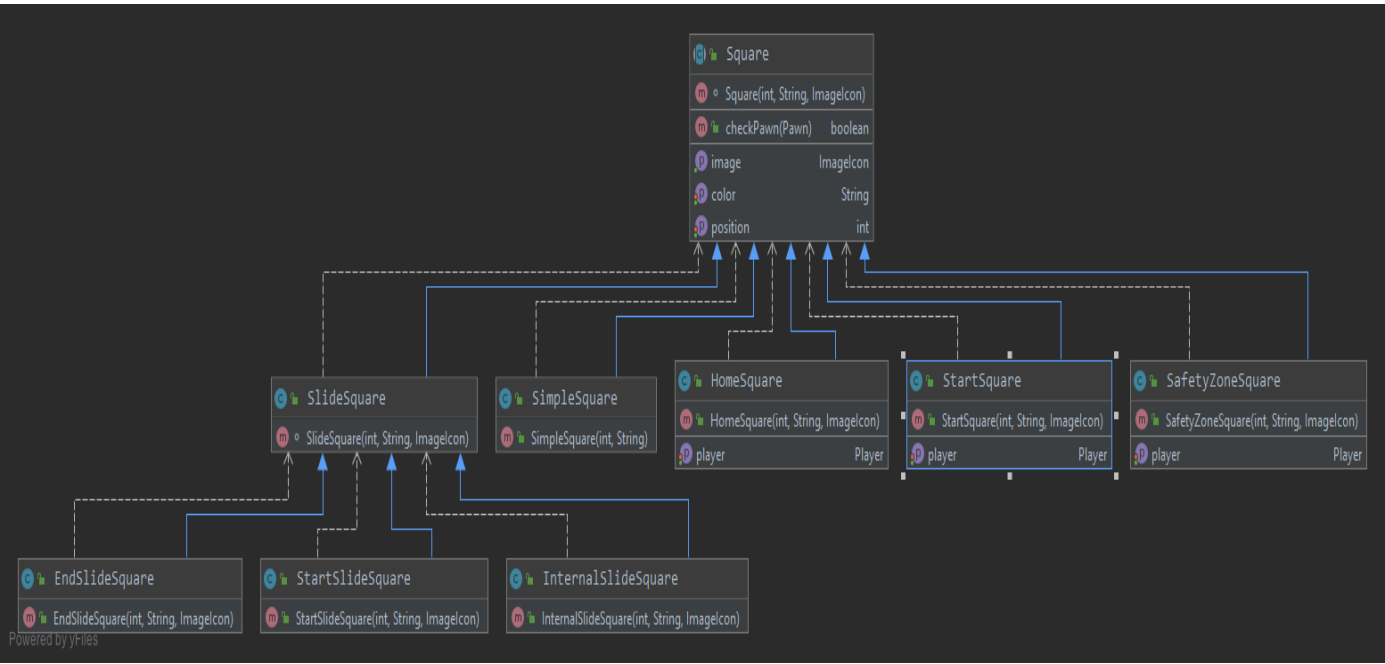 Square
Square(int, String, ImageIcon)
checkPawn(Pawn) boolean
image ImageIcon
color String
position int
SlideSquare
SlideSquare(int, String, ImageIcon)
SimpleSquare
SimpleSquare(int, String)
HomeSquare
HomeSquare(int, String, ImageIcon)
player Player
StartSquare
StartSquare(int, String, ImageIcon)
player Player
SafetyZoneSquare
SafetyZoneSquare(int, String, ImageIcon)
player Player
EndSlideSquare
EndSlideSquare(int, String, ImageIcon)
StartSlideSquare
StartSlideSquare(int, String, ImageIcon)
InternalSlideSquare
InternalSlideSquare(int, String, ImageIcon)
Powered by yFiles